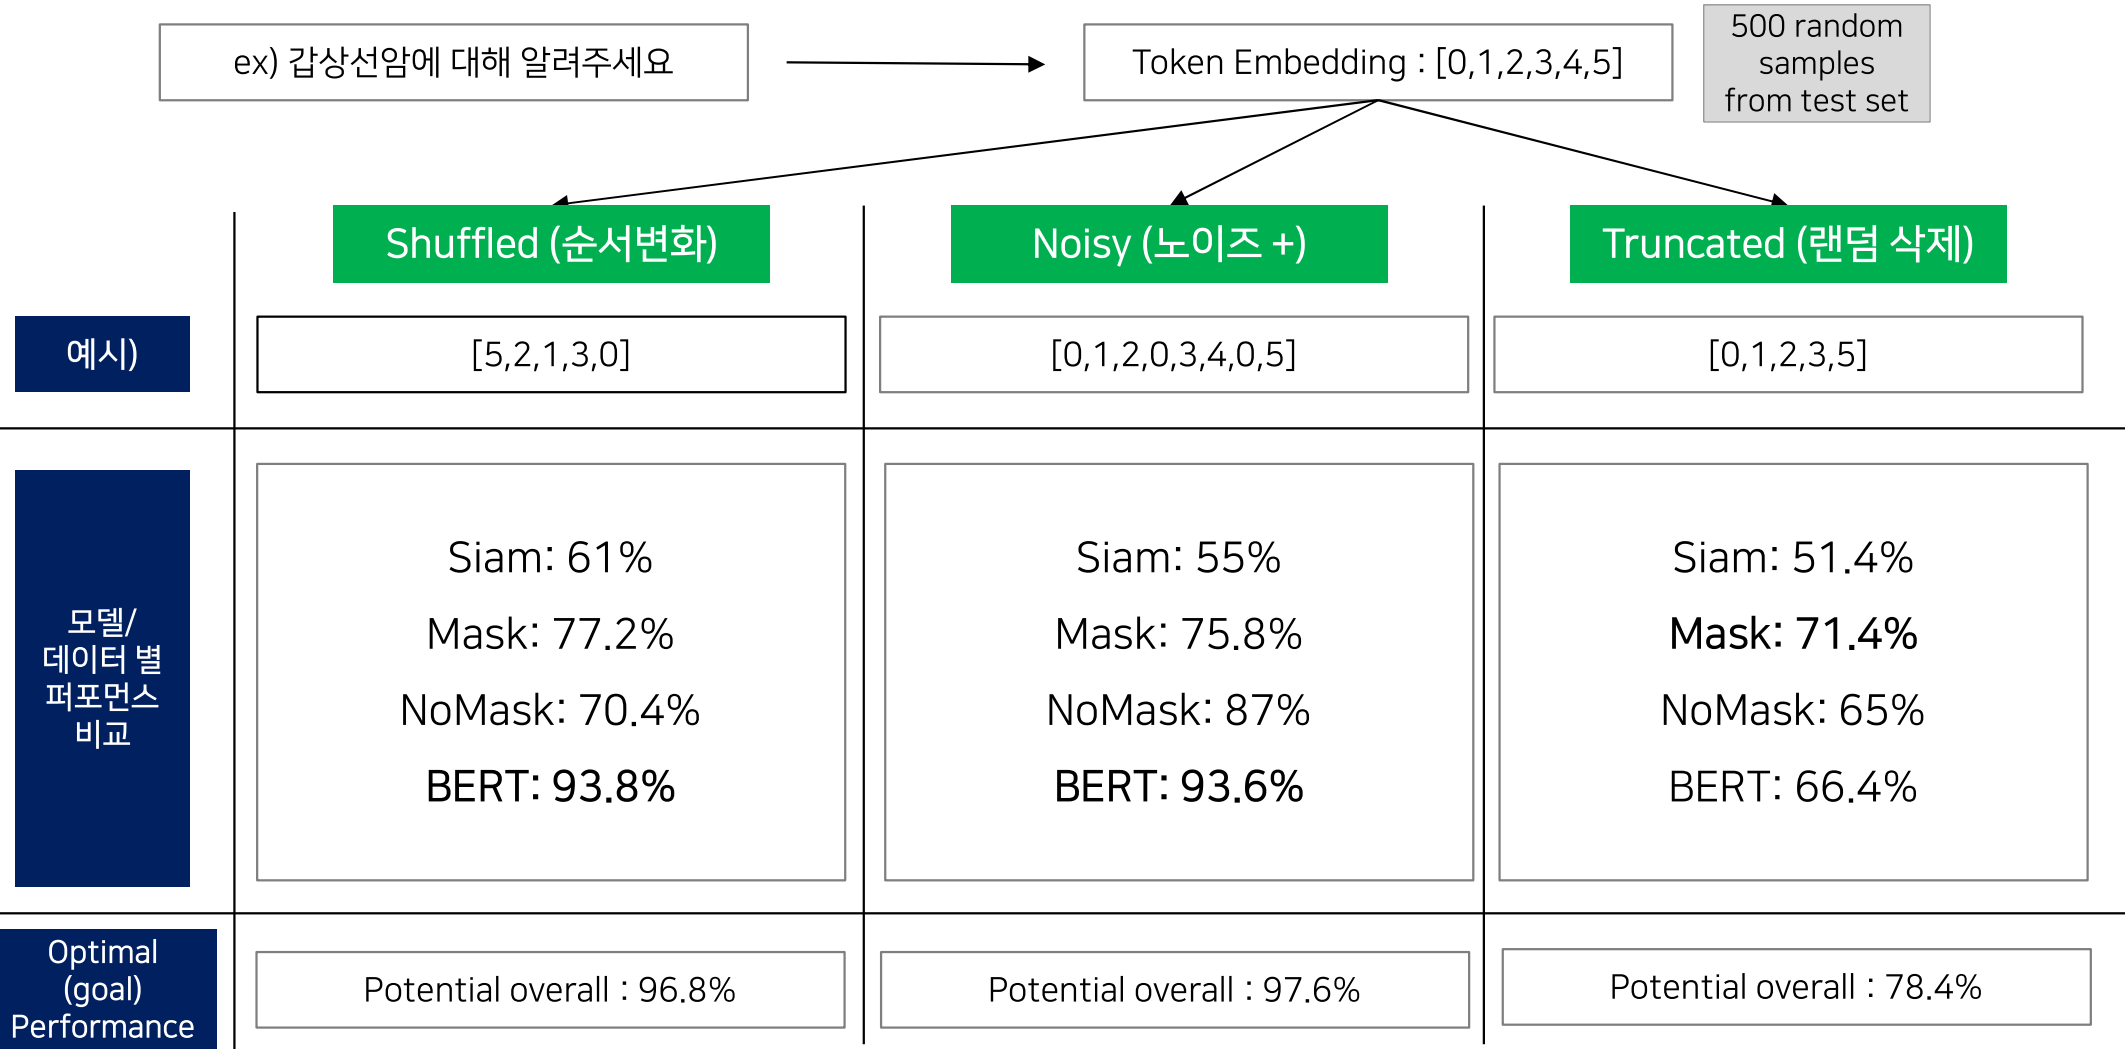 ex) 갑상선암에 대해 알려주세요
Token Embedding : [0,1,2,3,4,5]
500 random
samples
from test set
Shuffled (순서변화)
Noisy (노이즈 +)
Truncated (랜덤 삭제)
예시)
[5,2,1,3,0]
[0,1,2,0,3,4,0,5]
[0,1,2,3,5]
모델/
데이터 별
퍼포먼스
비교
Siam: 61%
Mask: 77.2%
NoMask: 70.4%
BERT: 93.8%
Siam: 55%
Mask: 75.8%
NoMask: 87%
BERT: 93.6%
Siam: 51.4%
Mask: 71.4%
NoMask: 65%
BERT: 66.4%
Optimal
(goal)
Performance
Potential overall : 96.8%
Potential overall : 97.6%
Potential overall : 78.4%